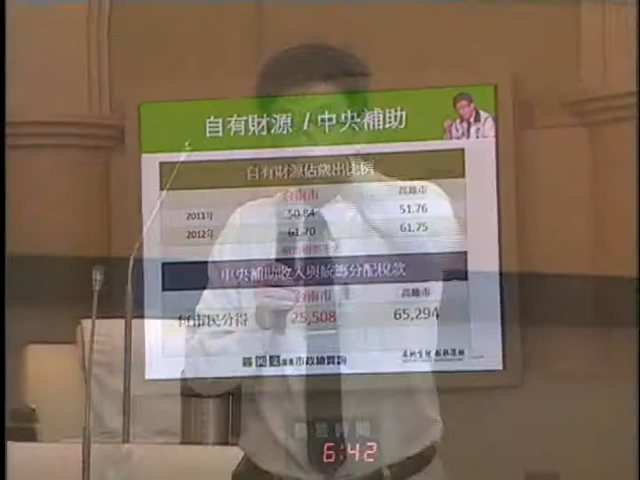 自有財源 / 中央補助
自有財源佔歲出比例
台南市 高雄市
2011年 50.84 51.76
2012年 61.70 61.75
中央補助收入與統籌分配稅款
台南市 高雄市
每市民分得 25,508 65,294
市政總質詢
質詢時間
6:42